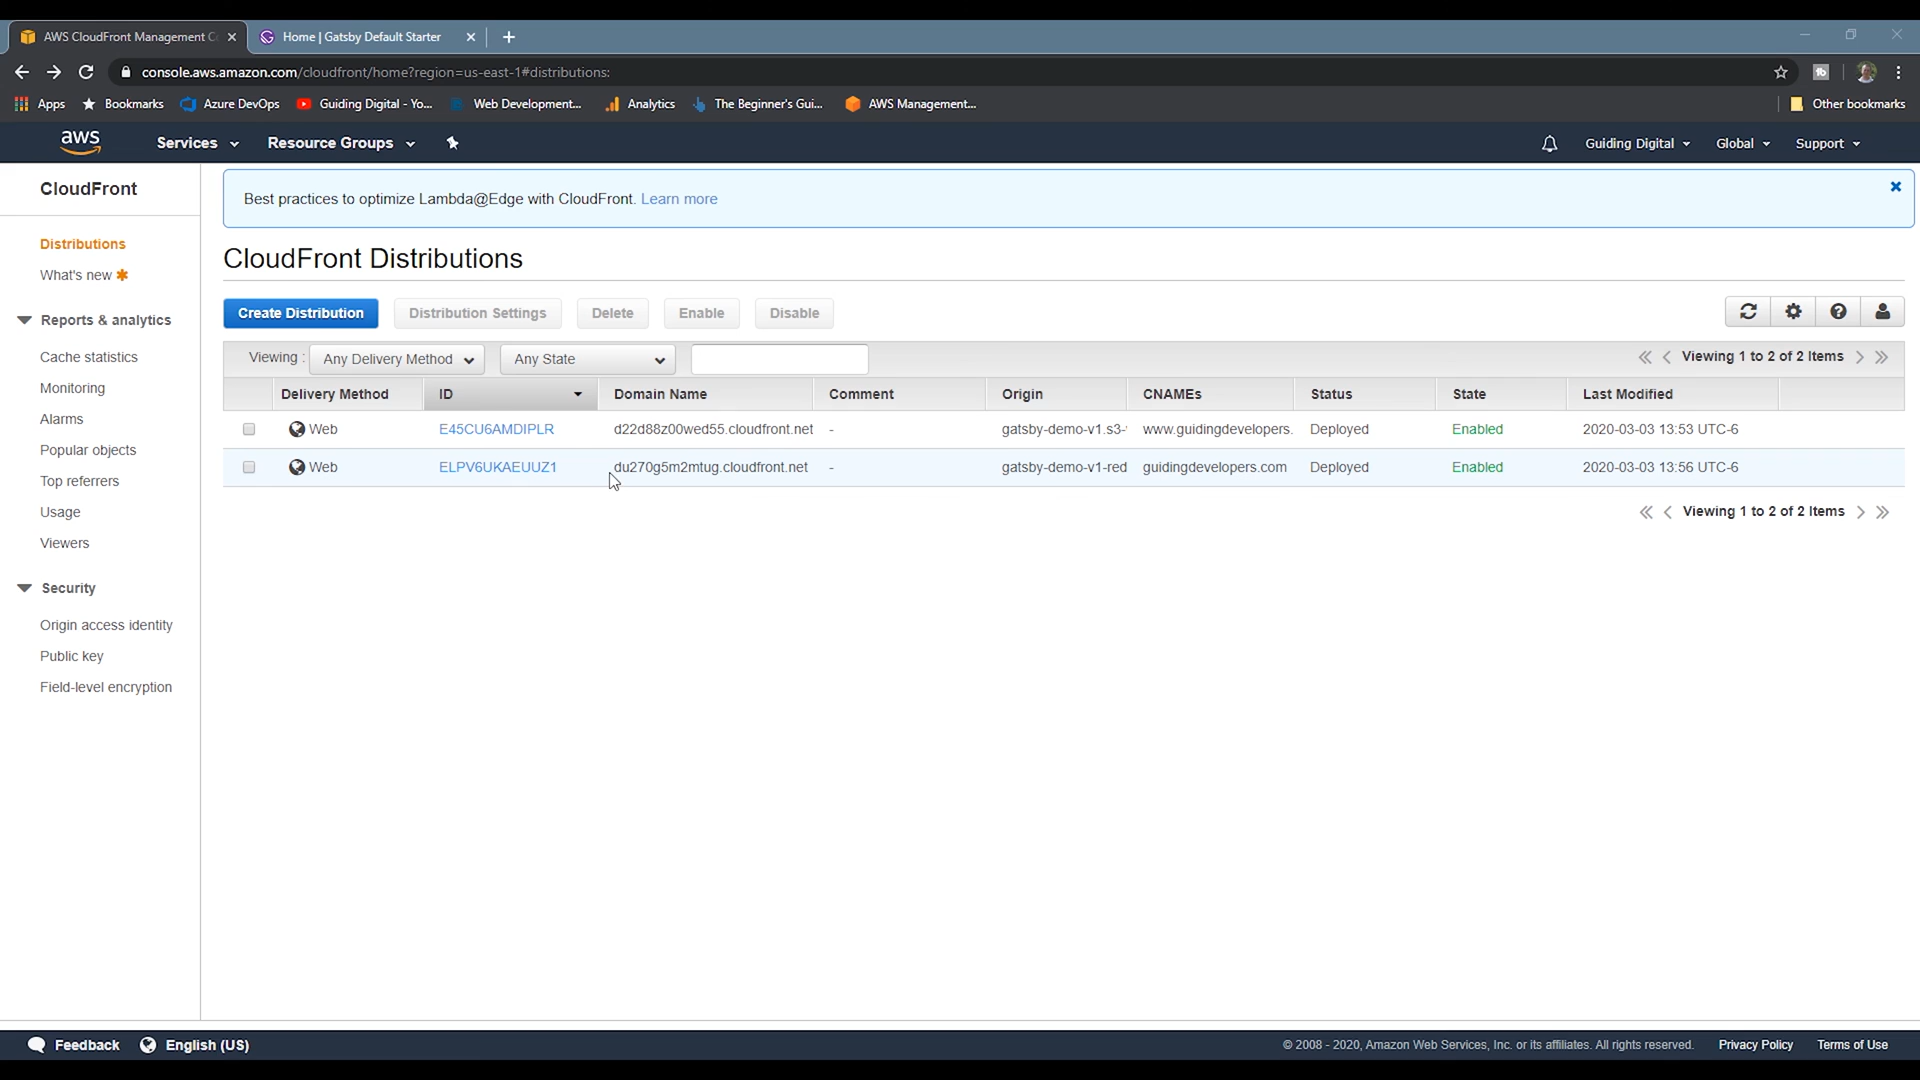 AWS CloudFront Management Co
Home | Gatsby Default Starter
console.aws.amazon.com/cloudfront/home?region=us-east-1#distributions:
Apps Bookmarks Azure DevOps Guiding Digital - Yo... Web Development... Analytics The Beginner's Gui... AWS Management... Other bookmarks
aws Services Resource Groups Guiding Digital Global Support
CloudFront
Distributions
What's new
Reports & analytics
Cache statistics
Monitoring
Alarms
Popular objects
Top referrers
Usage
Viewers
Security
Origin access identity
Public key
Field-level encryption
Best practices to optimize Lambda@Edge with CloudFront. Learn more
CloudFront Distributions
Create Distribution Distribution Settings Delete Enable Disable
Viewing : Any Delivery Method Any State Viewing 1 to 2 of 2 Items
Delivery Method ID Domain Name Comment Origin CNAMEs Status State Last Modified
Web E45CU6AMDIPLR d22d88z00wed55.cloudfront.net - gatsby-demo-v1.s3- www.guidingdevelopers. Deployed Enabled 2020-03-03 13:53 UTC-6
Web ELPV6UKAEUUZ1 du270g5m2mtug.cloudfront.net - gatsby-demo-v1-red guidingdevelopers.com Deployed Enabled 2020-03-03 13:56 UTC-6
Viewing 1 to 2 of 2 Items
Feedback English (US) © 2008 - 2020, Amazon Web Services, Inc. or its affiliates. All rights reserved. Privacy Policy Terms of Use